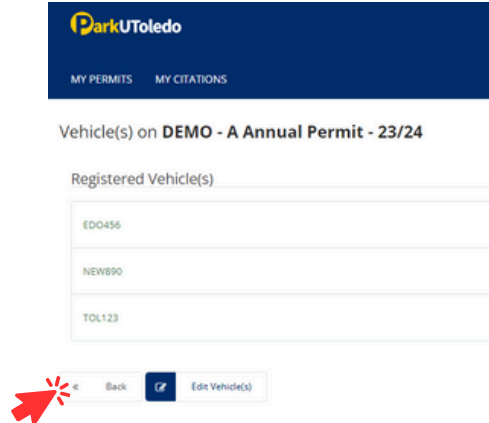 ParkUToledo
MY PERMITS MY CITATIONS
Vehicle(s) on DEMO - A Annual Permit - 23/24
Registered Vehicle(s)
EDO456
NEW890
TOL123
« Back Edit Vehicle(s)